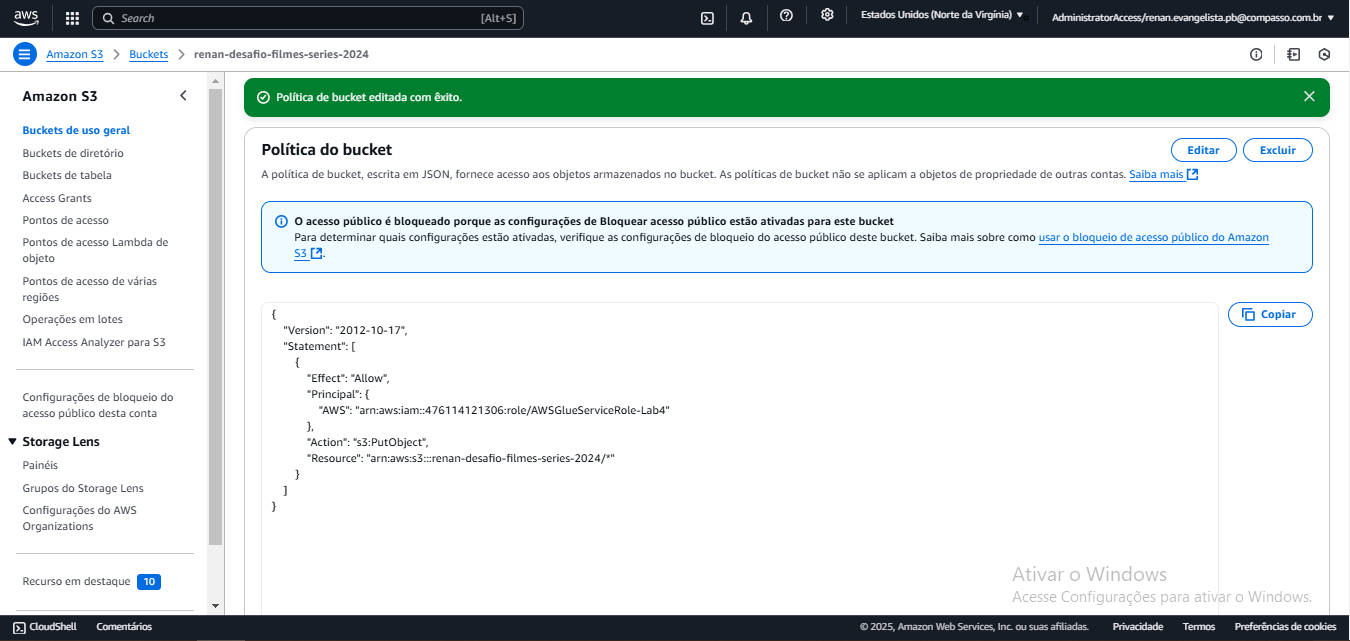 aws
Search
[Alt+S]
Estados Unidos (Norte da Virgínia) ▼
AdministratorAccess/renan.evangelista.pb@compasso.com.br ▼
Amazon S3 > Buckets > renan-desafio-filmes-series-2024
Amazon S3
Buckets de uso geral
Buckets de diretório
Buckets de tabela
Access Grants
Pontos de acesso
Pontos de acesso Lambda de
objeto
Pontos de acesso de várias
regiões
Operações em lotes
IAM Access Analyzer para S3
Configurações de bloqueio do
acesso público desta conta
▼ Storage Lens
Painéis
Grupos do Storage Lens
Configurações do AWS
Organizations
Recurso em destaque 10
Política de bucket editada com êxito.
Política do bucket
Editar
Excluir
A política de bucket, escrita em JSON, fornece acesso aos objetos armazenados no bucket. As políticas de bucket não se aplicam a objetos de propriedade de outras contas. Saiba mais
O acesso público é bloqueado porque as configurações de Bloquear acesso público estão ativadas para este bucket
Para determinar quais configurações estão ativadas, verifique as configurações de bloqueio do acesso público deste bucket. Saiba mais sobre como usar o bloqueio de acesso público do Amazon
S3.
Copiar
{
"Version": "2012-10-17",
"Statement": [
{
"Effect": "Allow",
"Principal": {
"AWS": "arn:aws:iam::476114121306:role/AWSGlueServiceRole-Lab4"
},
"Action": "s3:PutObject",
"Resource": "arn:aws:s3:::renan-desafio-filmes-series-2024/*"
}
]
}
Ativar o Windows
Acesse Configurações para ativar o Windows.
CloudShell
Comentários
© 2025, Amazon Web Services, Inc. ou suas afiliadas.
Privacidade
Termos
Preferências de cookies